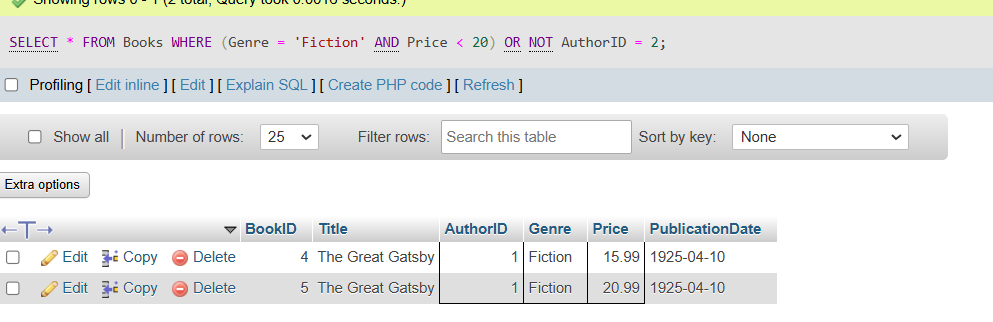 Showing rows 0 - 1 (2 total, Query took 0.0016 seconds.)
SELECT * FROM Books WHERE (Genre = 'Fiction' AND Price < 20) OR NOT AuthorID = 2;
Profiling [ Edit inline ] [ Edit ] [ Explain SQL ] [ Create PHP code ] [ Refresh ]
Show all Number of rows: 25 Filter rows: Search this table Sort by key: None
Extra options
BookID Title AuthorID Genre Price PublicationDate
Edit Copy Delete 4 The Great Gatsby 1 Fiction 15.99 1925-04-10
Edit Copy Delete 5 The Great Gatsby 1 Fiction 20.99 1925-04-10